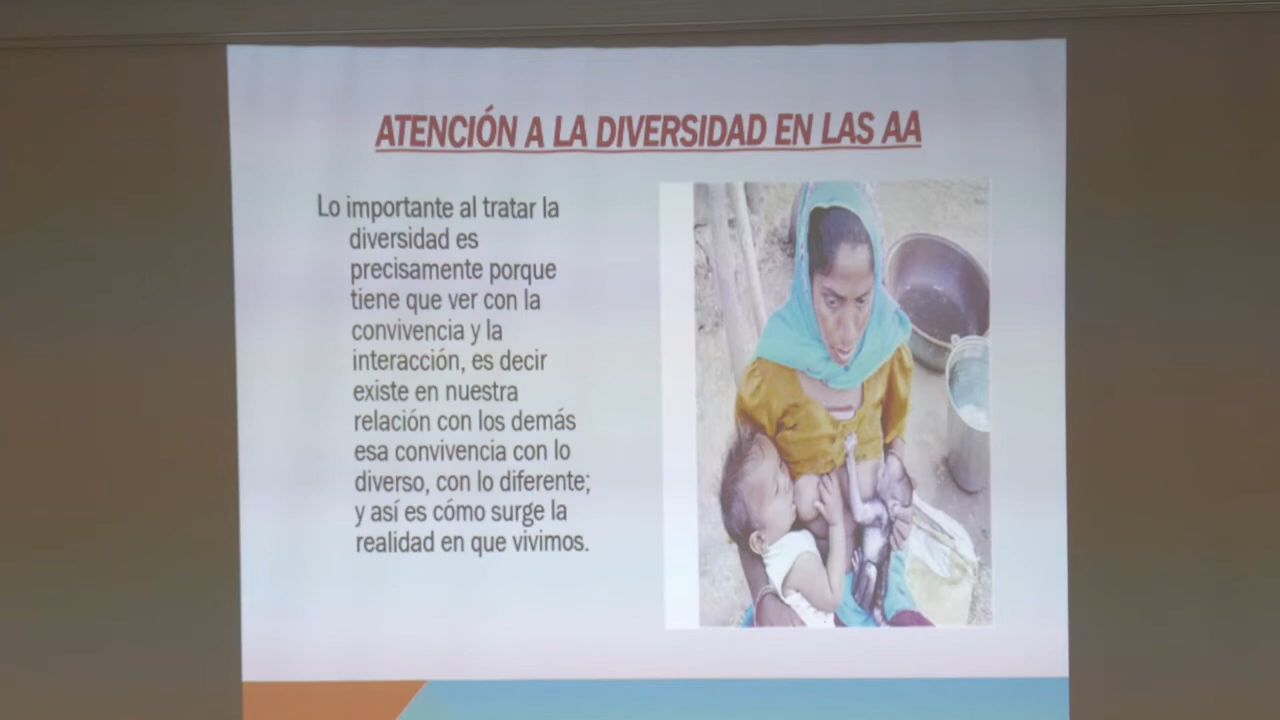 ATENCIÓN A LA DIVERSIDAD EN LAS AA
Lo importante al tratar la
diversidad es
precisamente porque
tiene que ver con la
convivencia y la
interacción, es decir
existe en nuestra
relación con los demás
esa convivencia con lo
diverso, con lo diferente;
y así es cómo surge la
realidad en que vivimos.